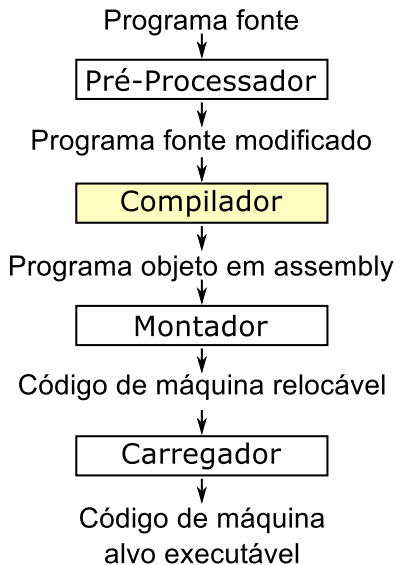 Programa fonte
Pré-Processador
Programa fonte modificado
Compilador
Programa objeto em assembly
Montador
Código de máquina relocável
Carregador
Código de máquina
alvo executável